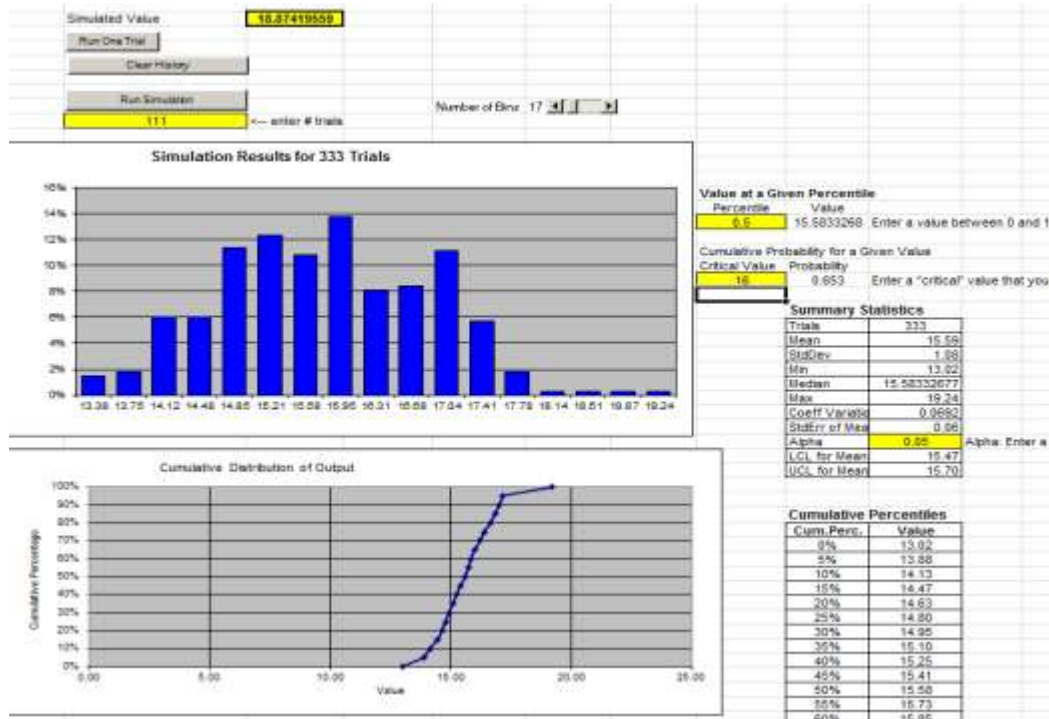 Simulated Value 18.87419559
Run One Trial
Clear History
Run Simulation
Number of Bins 17
111 <-- enter # trials
Simulation Results for 333 Trials
16%
14%
12%
10%
8%
6%
4%
2%
0%
13.38 13.75 14.12 14.48 14.85 15.21 15.58 15.95 16.31 16.68 17.04 17.41 17.78 18.14 18.51 18.87 19.24
Value at a Given Percentile
Percentile Value
0.5 15.5833268 Enter a value between 0 and 1
Cumulative Probability for a Given Value
Critical Value Probability
16 0.653 Enter a "critical" value that you
Summary Statistics
Trials 333
Mean 15.59
StdDev 1.08
Min 13.02
Median 15.58332677
Max 19.24
Coeff Variatio 0.0692
StdErr of Mea 0.06
Alpha 0.05 Alpha: Enter a
LCL for Mean 15.47
UCL for Mean 15.70
Cumulative Distribution of Output
Cumulative Percentage
100%
90%
80%
70%
60%
50%
40%
30%
20%
10%
0%
0.00 5.00 10.00 15.00 20.00 25.00
Value
Cumulative Percentiles
Cum.Perc. Value
0% 13.02
5% 13.88
10% 14.13
15% 14.47
20% 14.63
25% 14.80
30% 14.95
35% 15.10
40% 15.25
45% 15.41
50% 15.58
55% 15.73
60% 15.85